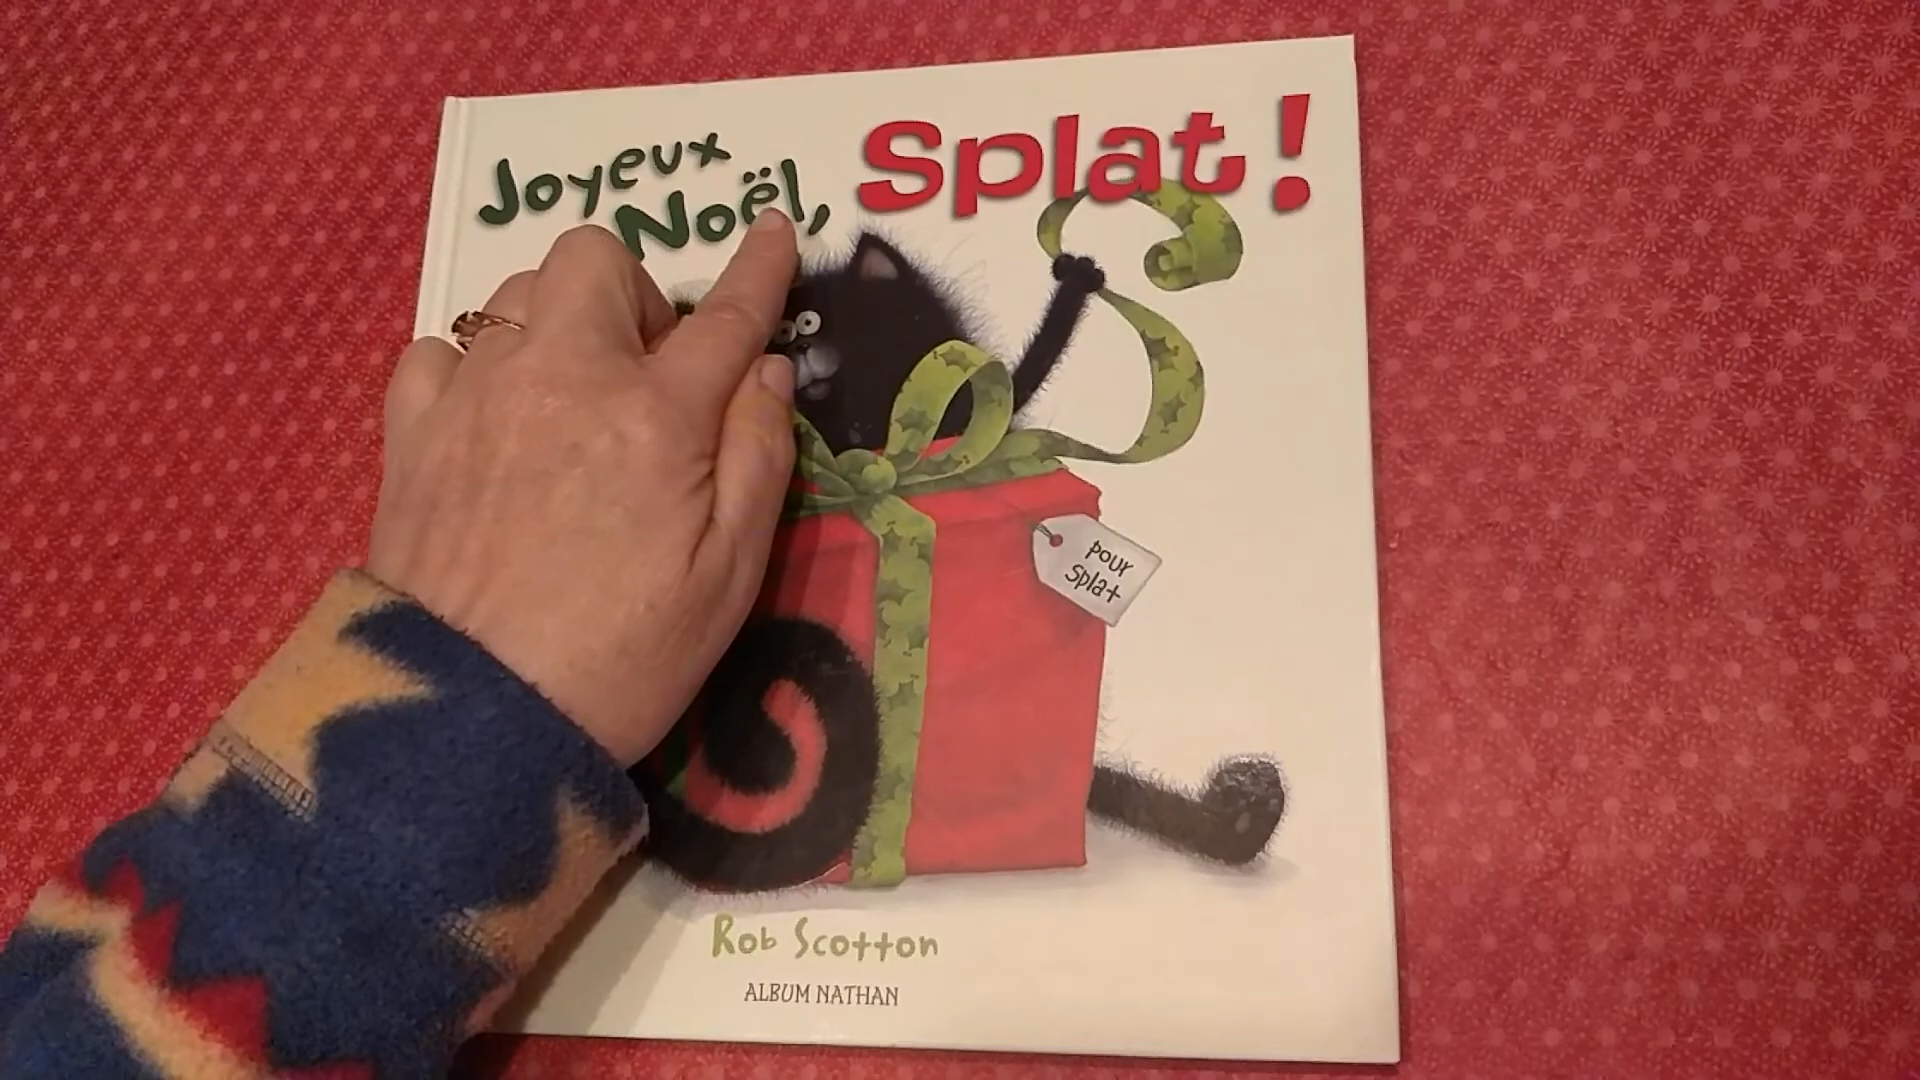 Joyeux
Noël,
Splat!
pour
Splat
Rob Scotton
ALBUM NATHAN